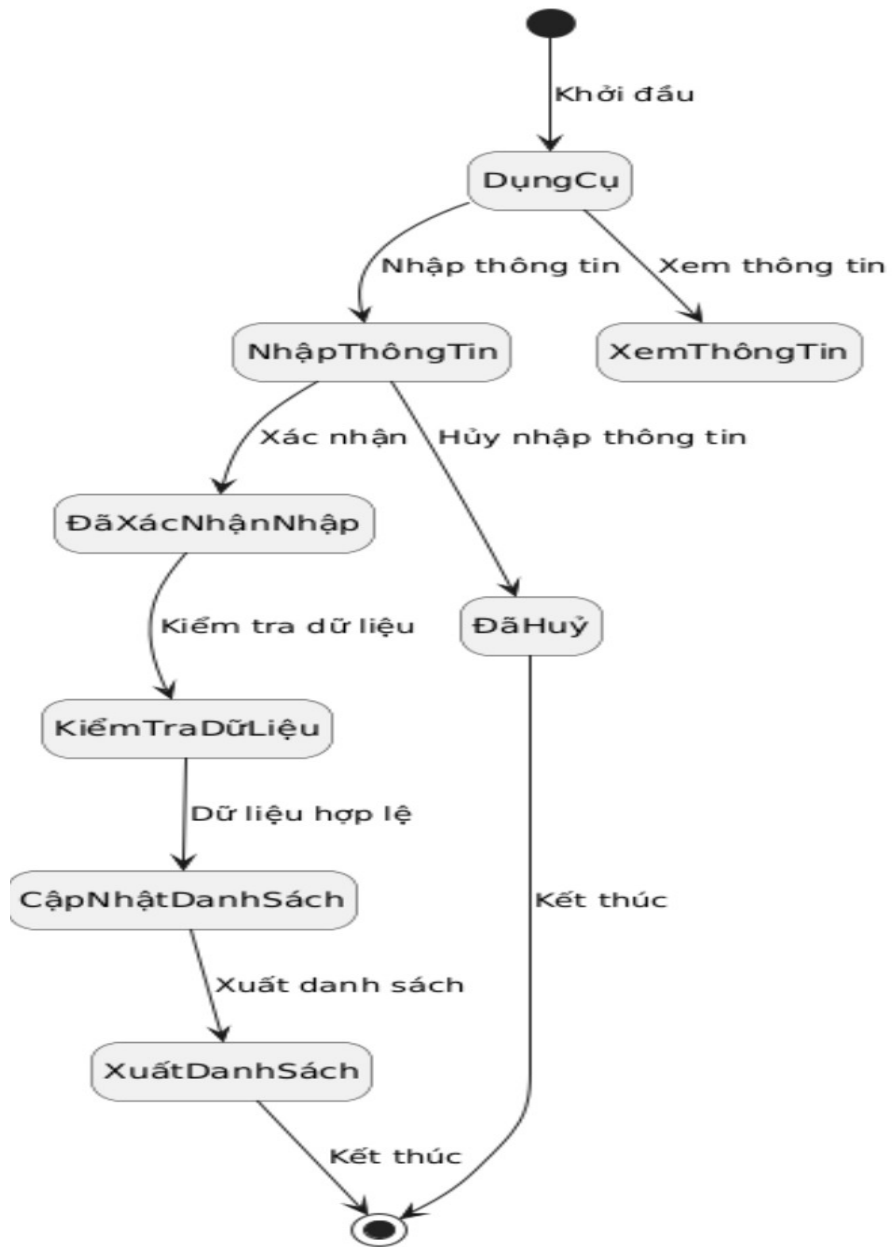 Khởi đầu
DụngCụ
Nhập thông tin
Xem thông tin
NhậpThôngTin
XemThôngTin
Xác nhận
Hủy nhập thông tin
ĐãXácNhậnNhập
Kiểm tra dữ liệu
ĐãHuỷ
KiểmTraDữLiệu
Dữ liệu hợp lệ
CậpNhậtDanhSách
Kết thúc
Xuất danh sách
XuấtDanhSách
Kết thúc